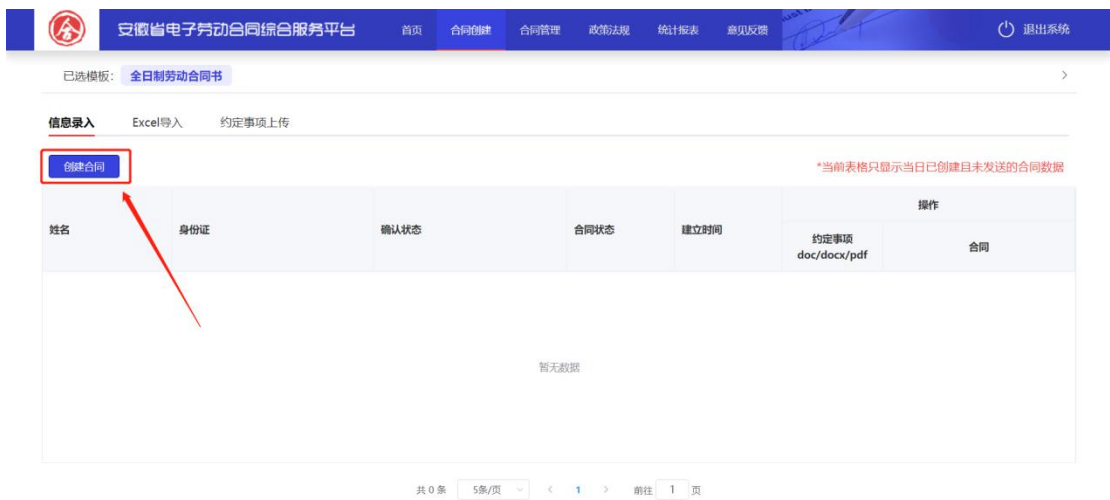 安徽省电子劳动合同综合服务平台 首页 合同创建 合同管理 政策法规 统计报表 意见反馈 退出系统
已选模板： 全日制劳动合同书
信息录入 Excel导入 约定事项上传
创建合同 *当前表格只显示当日已创建且未发送的合同数据
操作
姓名 身份证 确认状态 合同状态 建立时间
约定事项 合同
doc/docx/pdf
暂无数据
共 0 条 5条/页 < 1 > 前往 1 页